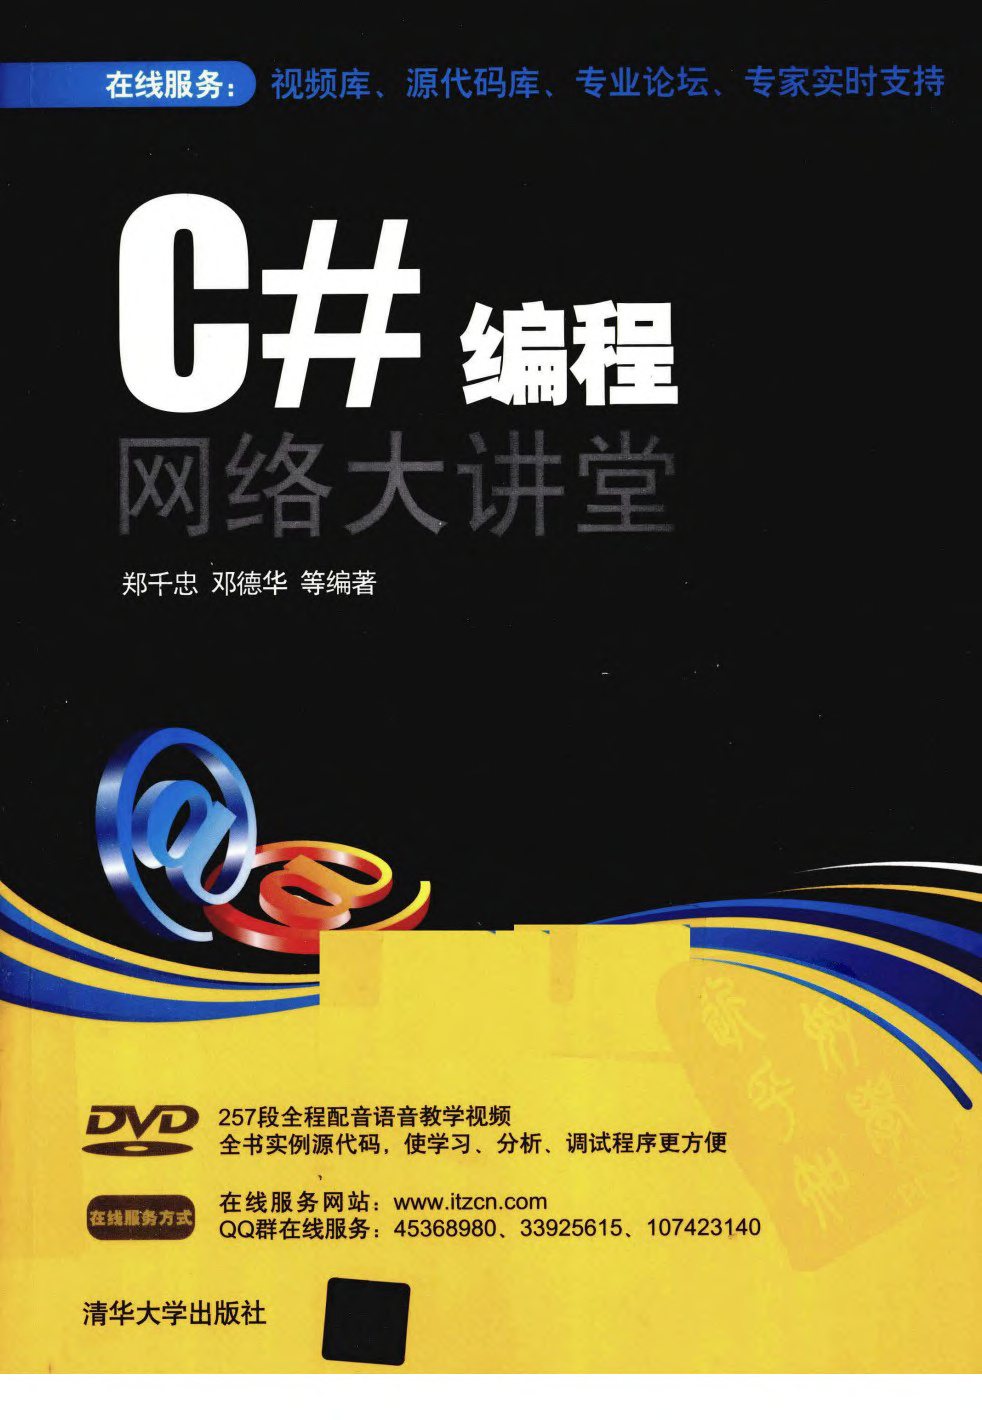 在线服务： 视频库、源代码库、专业论坛、专家实时支持
C# 编程
网络大讲堂
郑千忠 邓德华 等编著
DVD
257段全程配音语音教学视频
全书实例源代码，使学习、分析、调试程序更方便
在线服务方式
在线服务网站：www.itzcn.com
QQ群在线服务：45368980、33925615、107423140
清华大学出版社